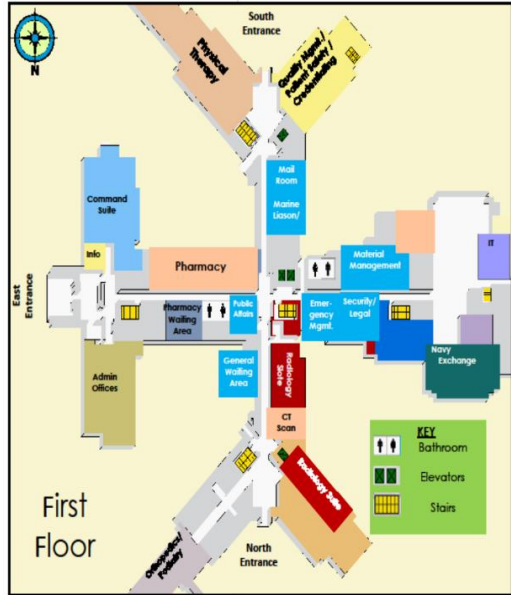 South
Entrance
N
Physical
Therapy
Quality Mgmt/
Patient Safety/
Credentialing
Mail
Room
Marine
Liason/
Command
Suite
Info
Pharmacy
Material
Management
IT
East
Entrance
Pharmacy
Waiting
Area
Public
Affairs
Emer-
gency
Mgmt.
Security/
Legal
Admin
Offices
General
Waiting
Area
Radiology
Suite
Navy
Exchange
CT
Scan
KEY
Bathroom
Elevators
Stairs
Radiology Suite
First
Floor
Orthopedics/
Podiatry
North
Entrance